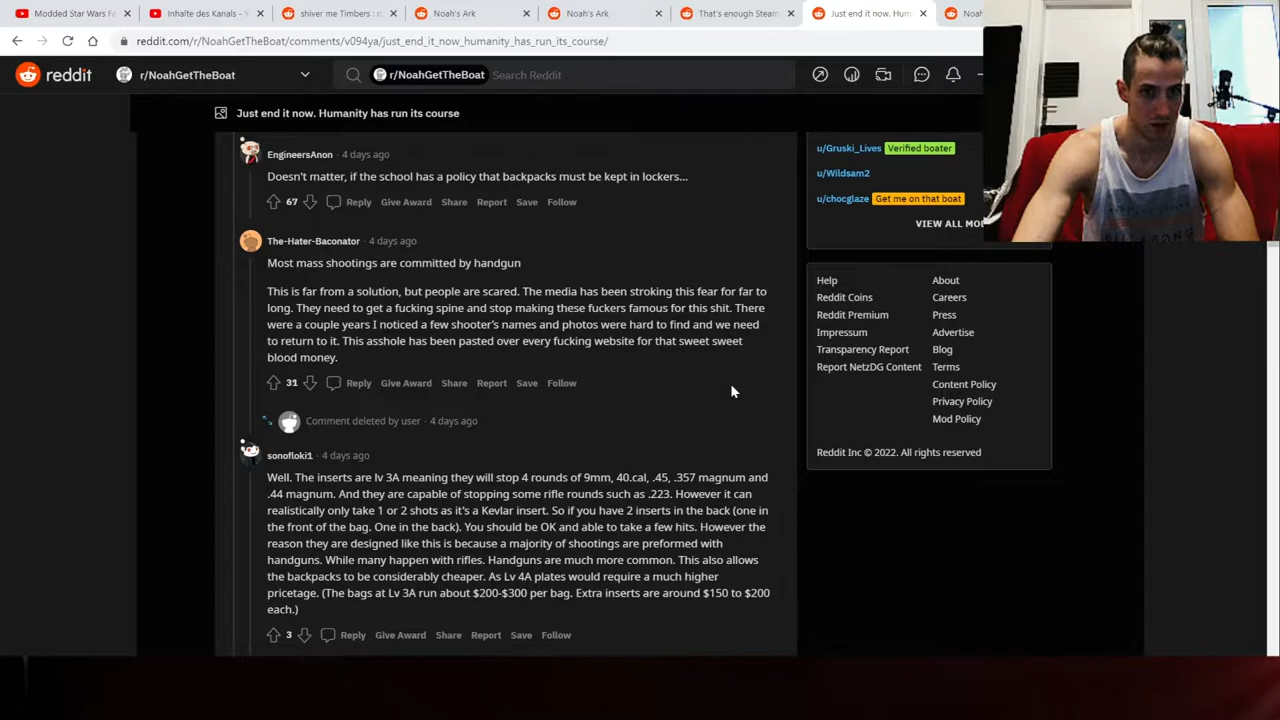 Modded Star Wars Fa
Inhalte des Kanals – Y
shiver me Timbers : p
Noah's Ark
Noah's Ark
That's enough Steam
Just end it now. Hum
Noah
reddit.com/r/NoahGetTheBoat/comments/v094ya/just_end_it_now_humanity_has_run_its_course/
reddit
r/NoahGetTheBoat
r/NoahGetTheBoat
Search Reddit
Just end it now. Humanity has run its course
EngineersAnon · 4 days ago
Doesn't matter, if the school has a policy that backpacks must be kept in lockers...
67 Reply Give Award Share Report Save Follow
The-Hater-Baconator · 4 days ago
Most mass shootings are committed by handgun
This is far from a solution, but people are scared. The media has been stroking this fear for far to
long. They need to get a fucking spine and stop making these fuckers famous for this shit. There
were a couple years I noticed a few shooter's names and photos were hard to find and we need
to return to it. This asshole has been pasted over every fucking website for that sweet sweet
blood money.
31 Reply Give Award Share Report Save Follow
Comment deleted by user · 4 days ago
sonofloki1 · 4 days ago
Well. The inserts are lv 3A meaning they will stop 4 rounds of 9mm, 40.cal, .45, .357 magnum and
.44 magnum. And they are capable of stopping some rifle rounds such as .223. However it can
realistically only take 1 or 2 shots as it's a Kevlar insert. So if you have 2 inserts in the back (one in
the front of the bag. One in the back). You should be OK and able to take a few hits. However the
reason they are designed like this is because a majority of shootings are preformed with
handguns. While many happen with rifles. Handguns are much more common. This also allows
the backpacks to be considerably cheaper. As Lv 4A plates would require a much higher
pricetage. (The bags at Lv 3A run about $200-$300 per bag. Extra inserts are around $150 to $200
each.)
3 Reply Give Award Share Report Save Follow
u/Gruski_Lives Verified boater
u/Wildsam2
u/chocglaze Get me on that boat
VIEW ALL MO
Help
About
Reddit Coins
Careers
Reddit Premium
Press
Impressum
Advertise
Transparency Report
Blog
Report NetzDG Content
Terms
Content Policy
Privacy Policy
Mod Policy
Reddit Inc © 2022. All rights reserved
BILLABONG